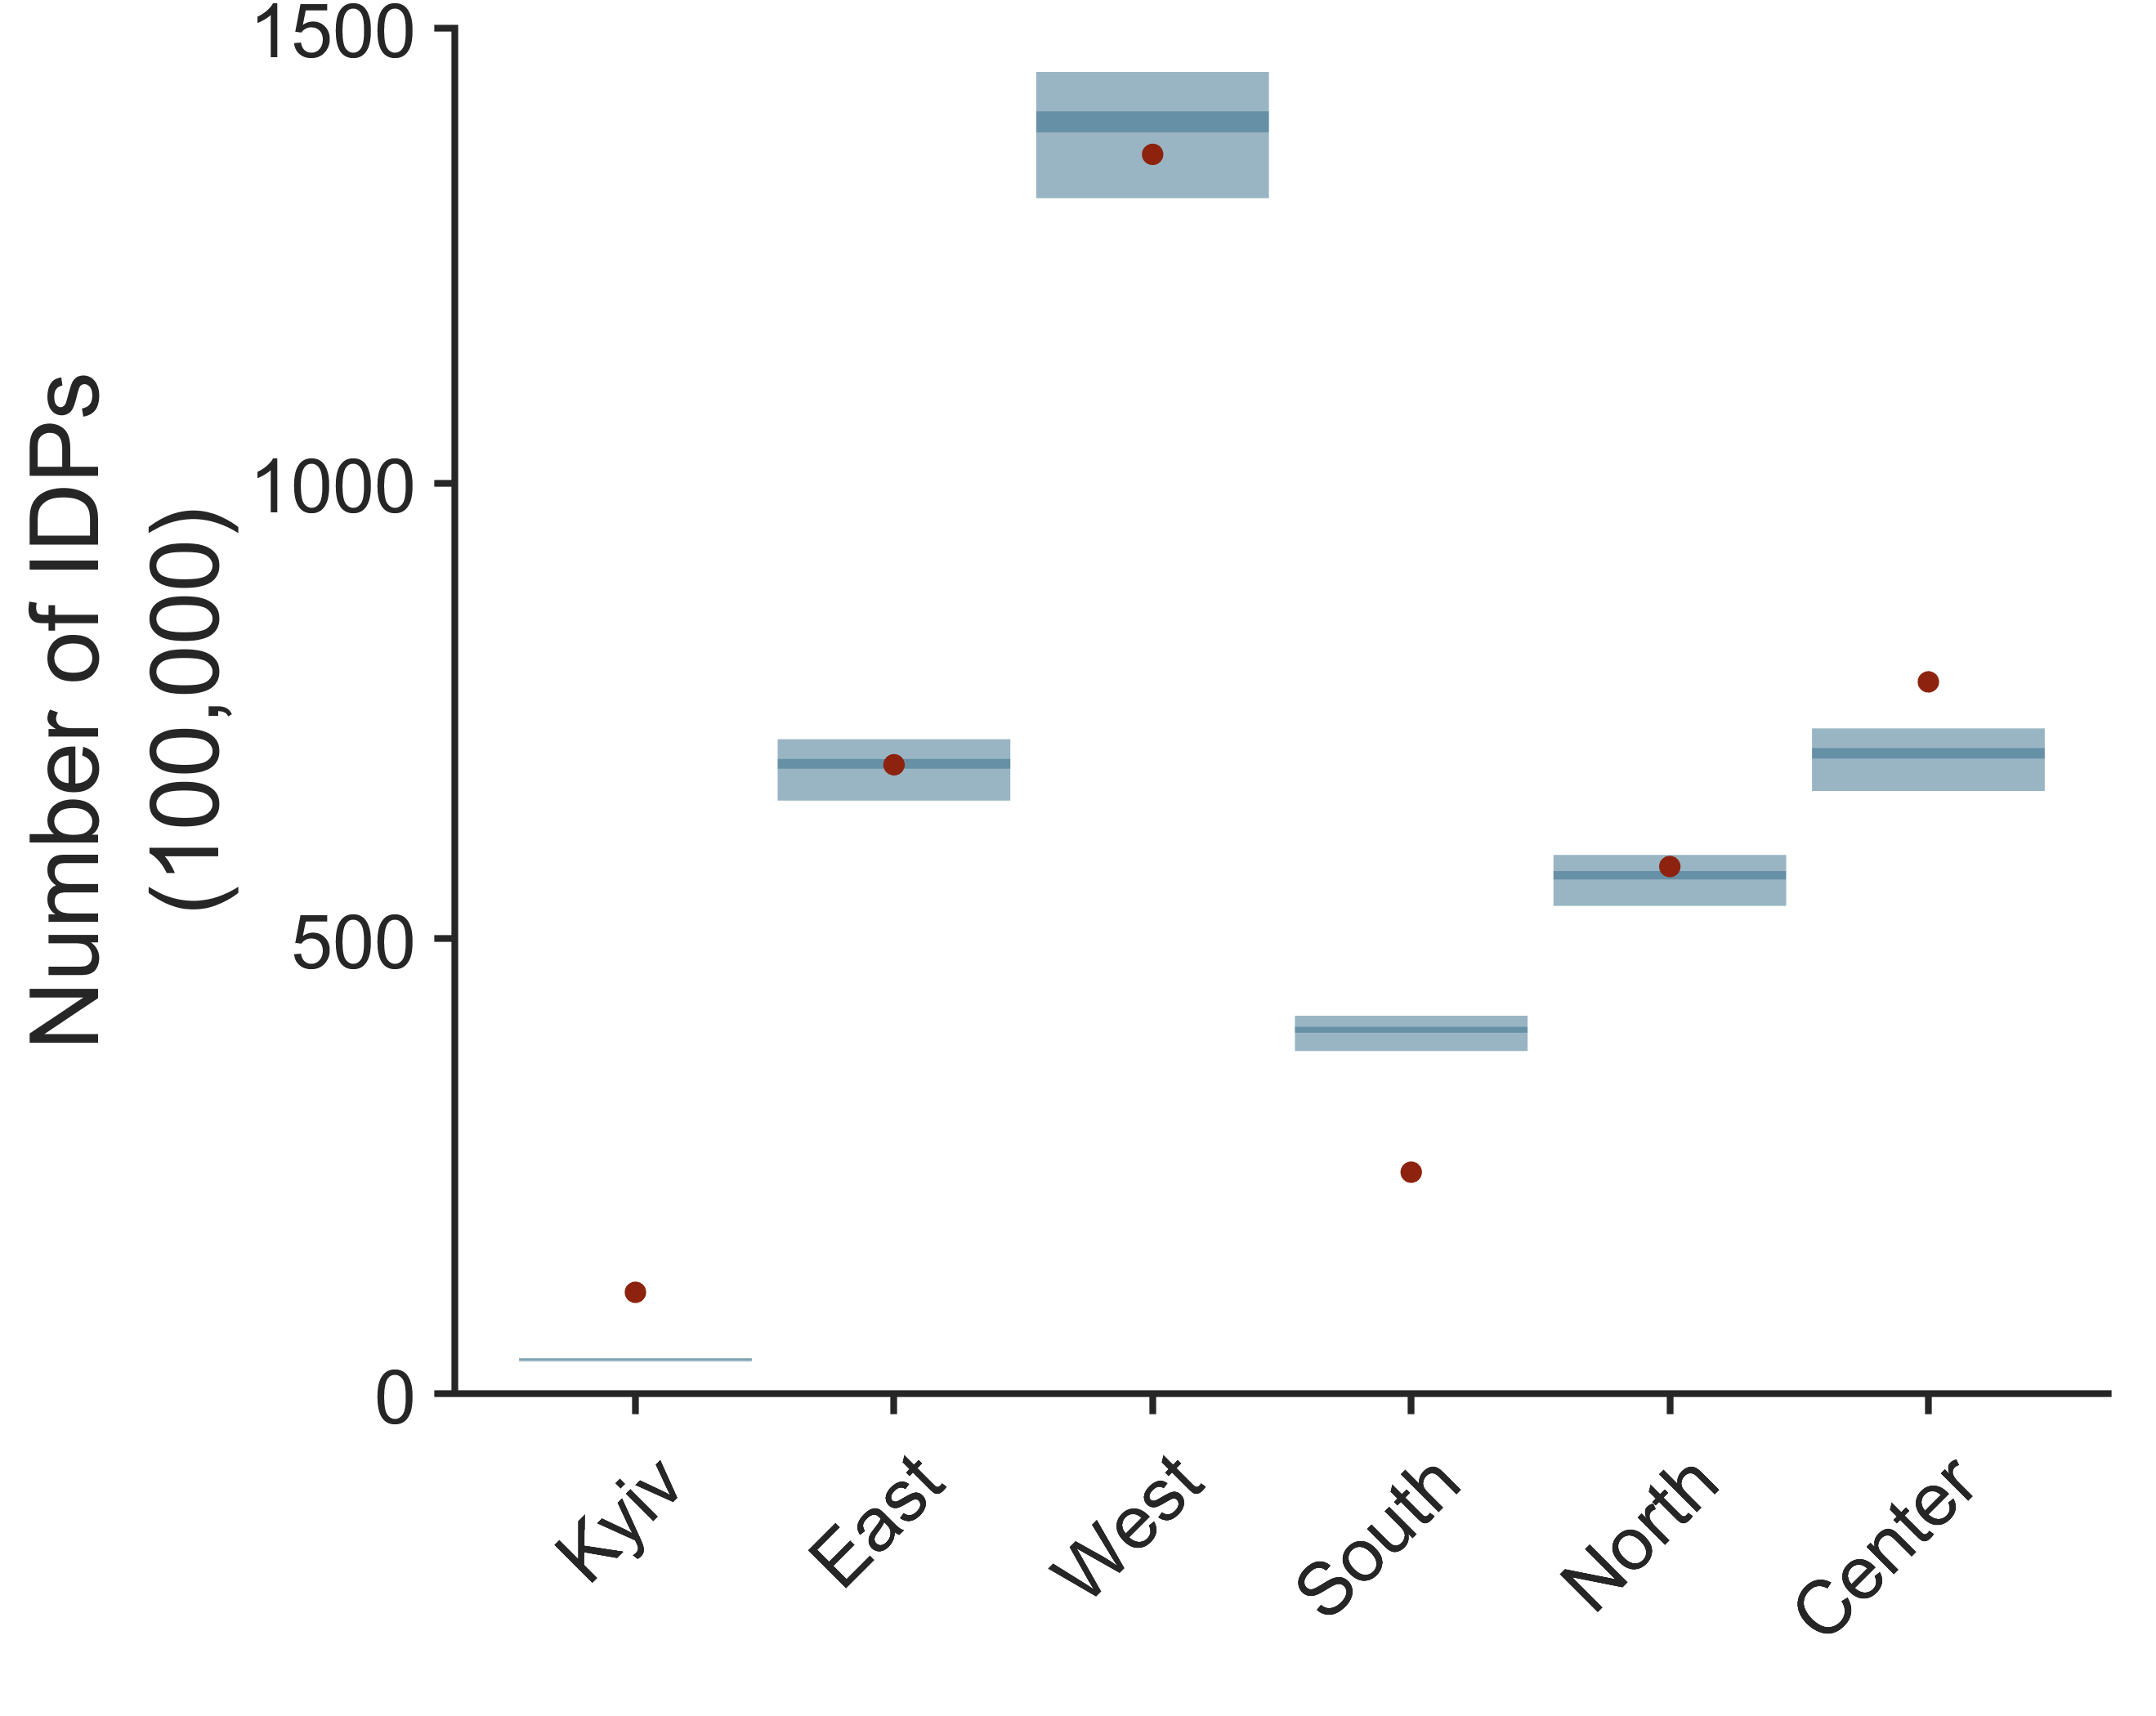 Number of IDPs
(100,000)
1500
1000
500
0
Kyiv
East
West
South
North
Center